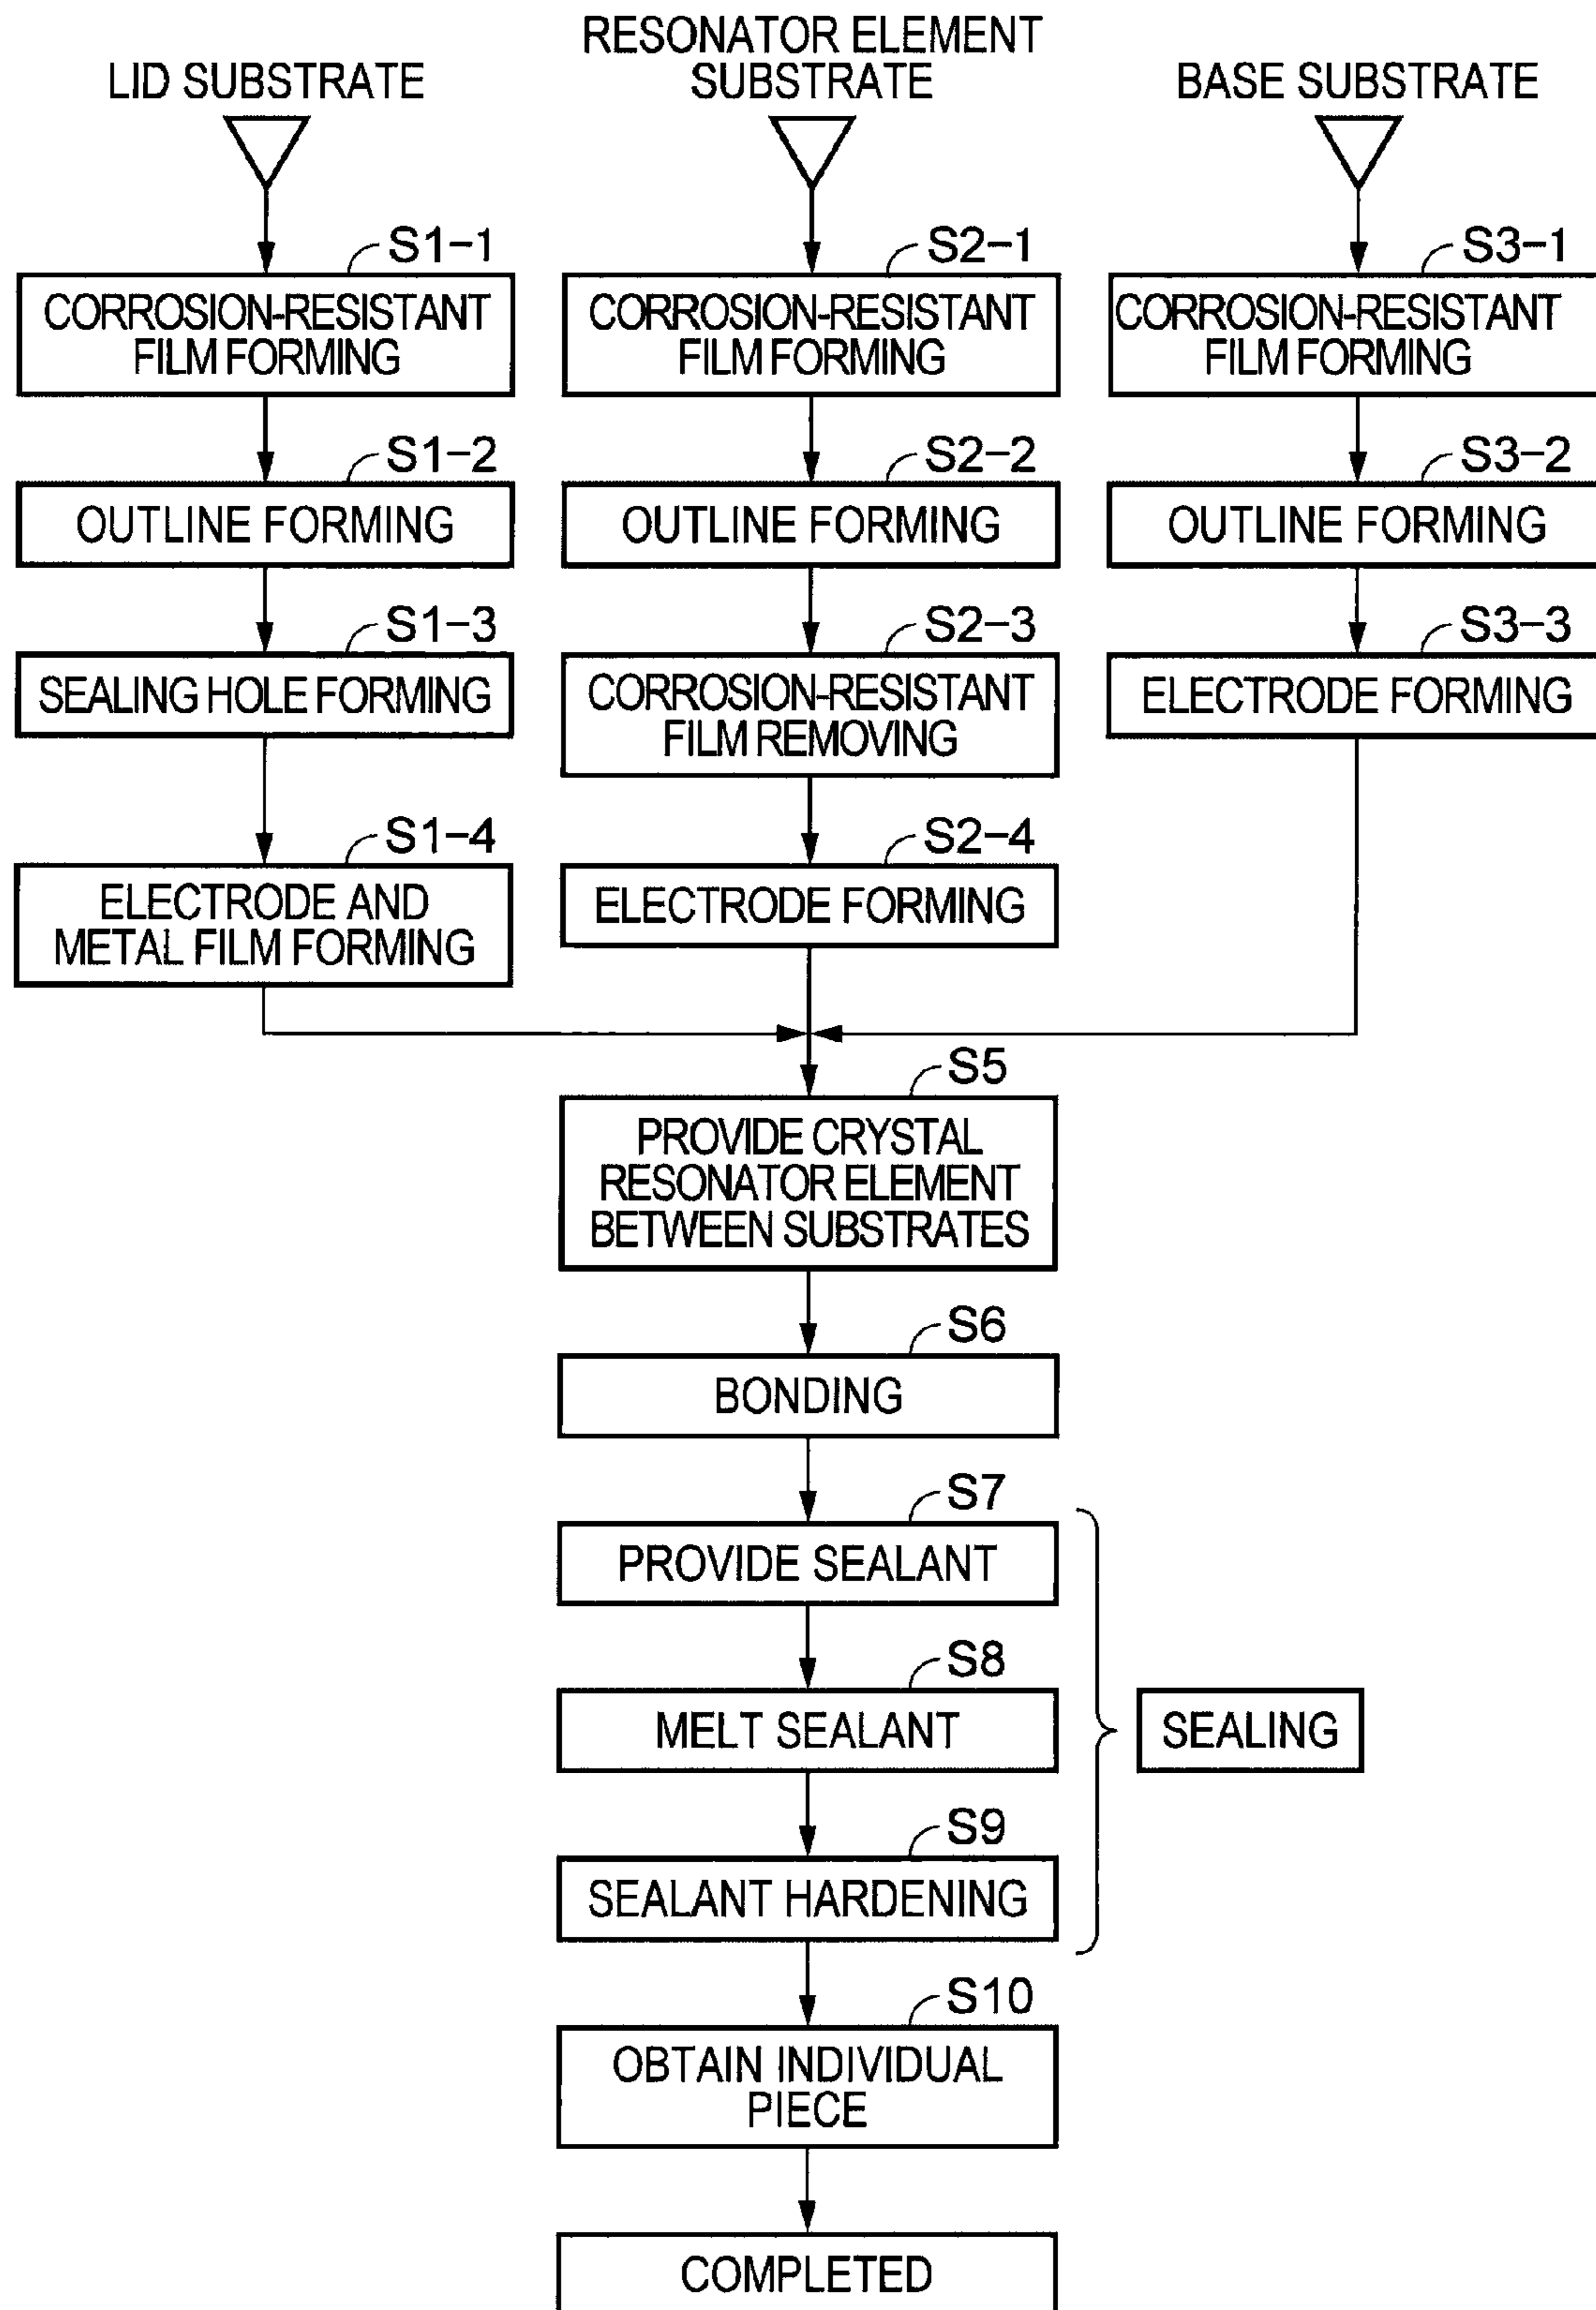 LID SUBSTRATE
RESONATOR ELEMENT
SUBSTRATE
BASE SUBSTRATE
S1-1
CORROSION-RESISTANT
FILM FORMING
S1-2
OUTLINE FORMING
S1-3
SEALING HOLE FORMING
S1-4
ELECTRODE AND
METAL FILM FORMING
S2-1
CORROSION-RESISTANT
FILM FORMING
S2-2
OUTLINE FORMING
S2-3
CORROSION-RESISTANT
FILM REMOVING
S2-4
ELECTRODE FORMING
S3-1
CORROSION-RESISTANT
FILM FORMING
S3-2
OUTLINE FORMING
S3-3
ELECTRODE FORMING
S5
PROVIDE CRYSTAL
RESONATOR ELEMENT
BETWEEN SUBSTRATES
S6
BONDING
S7
PROVIDE SEALANT
S8
MELT SEALANT
SEALING
S9
SEALANT HARDENING
S10
OBTAIN INDIVIDUAL
PIECE
COMPLETED